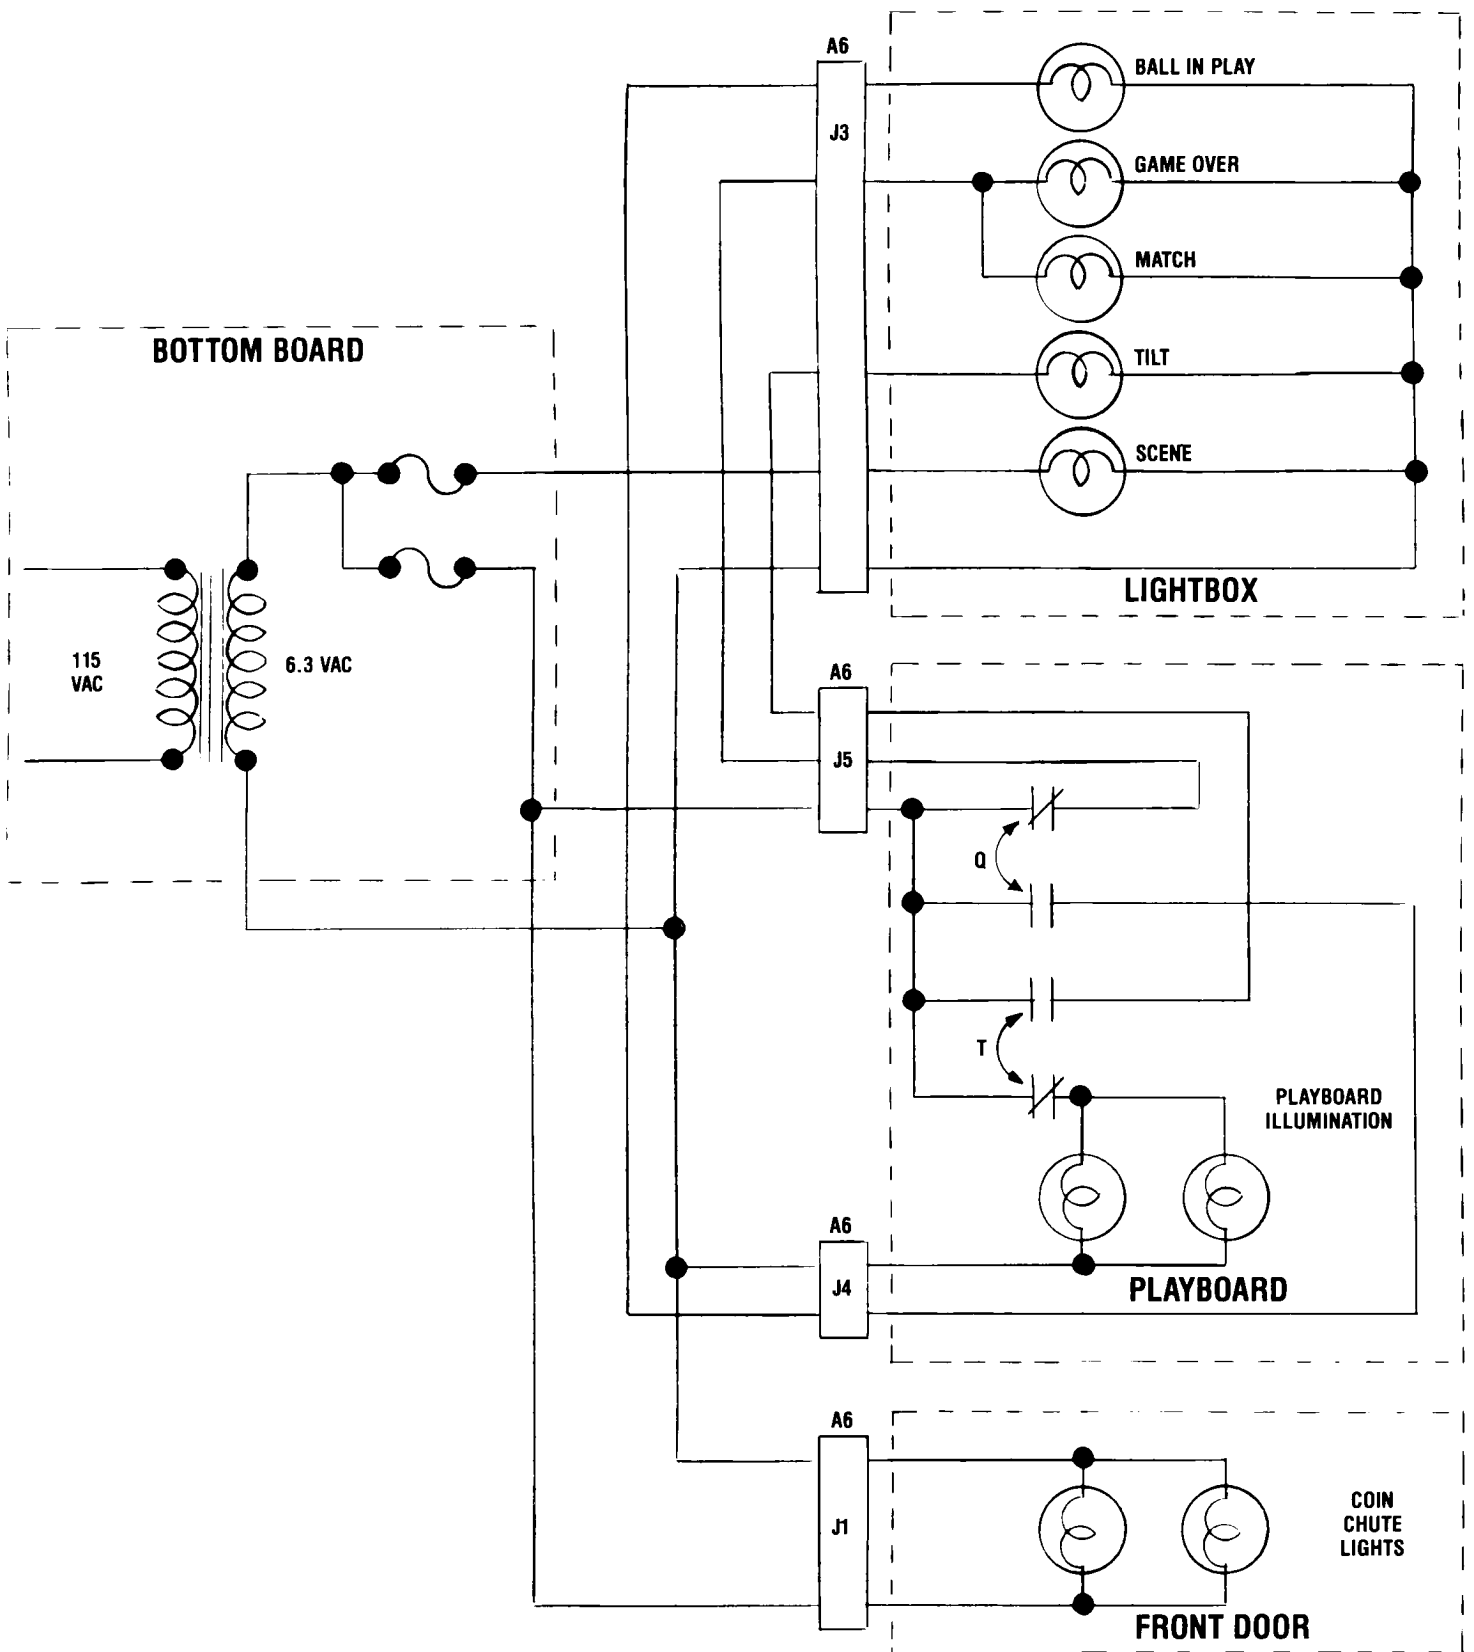 A6
J3
BALL IN PLAY
GAME OVER
MATCH
TILT
SCENE
LIGHTBOX
BOTTOM BOARD
115
VAC
6.3 VAC
A6
J5
Q
T
PLAYBOARD
ILLUMINATION
A6
J4
PLAYBOARD
A6
J1
COIN
CHUTE
LIGHTS
FRONT DOOR